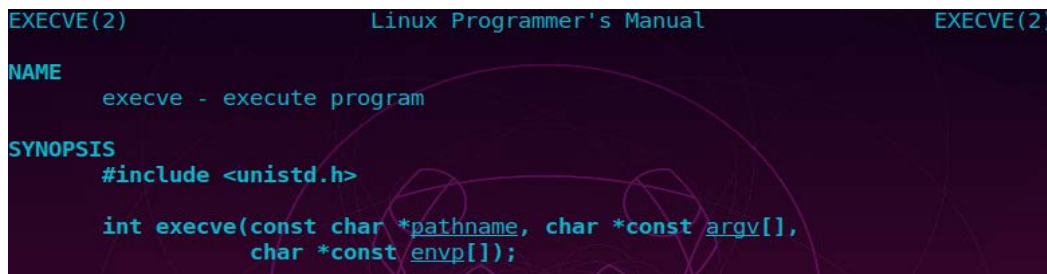 EXECVE(2) Linux Programmer's Manual EXECVE(2)
NAME
execve - execute program
SYNOPSIS
#include <unistd.h>
int execve(const char *pathname, char *const argv[],
char *const envp[]);